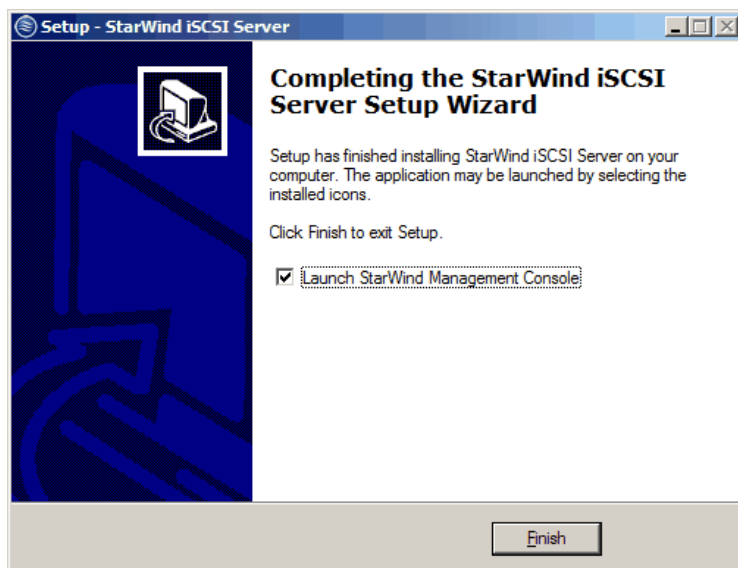 Setup - StarWind iSCSI Server
Completing the StarWind iSCSI
Server Setup Wizard
Setup has finished installing StarWind iSCSI Server on your
computer. The application may be launched by selecting the
installed icons.
Click Finish to exit Setup.
Launch StarWind Management Console
Finish